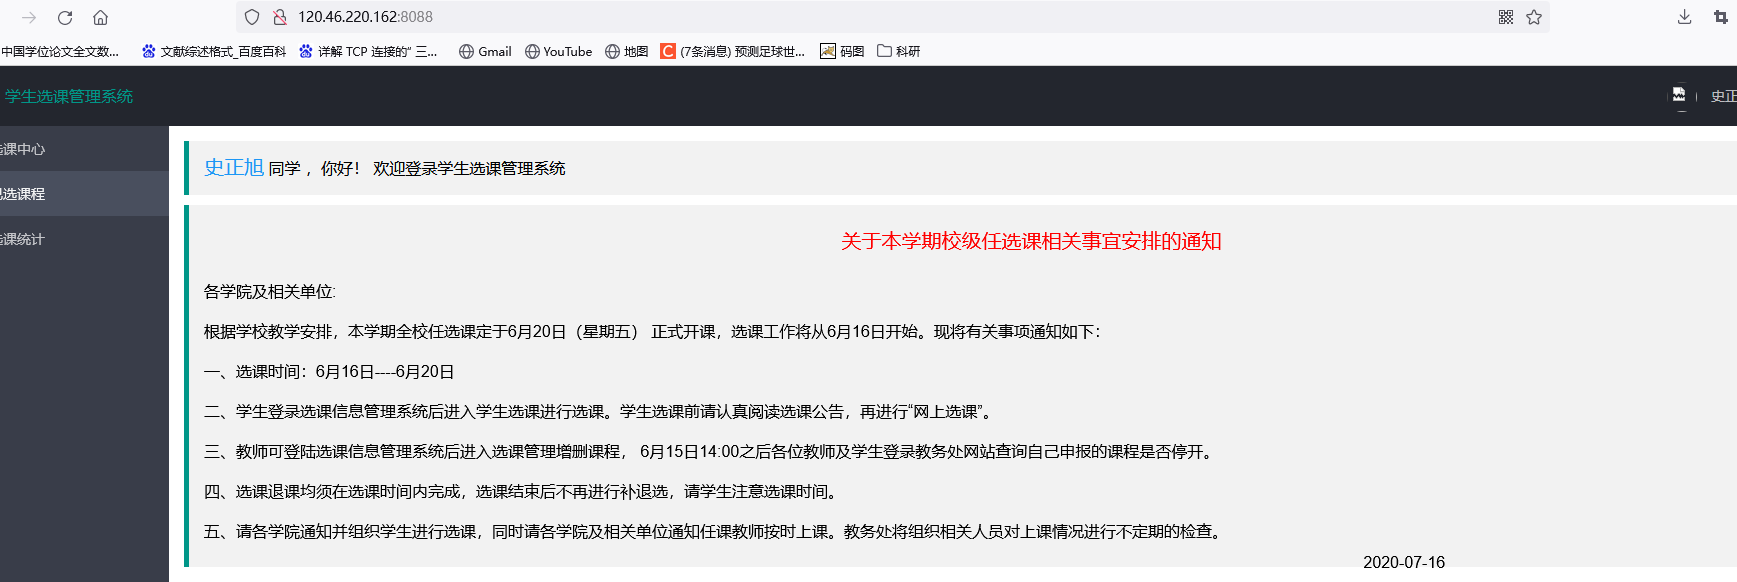 120.46.220.162:8088
中国学位论文全文数... 文献综述格式_百度百科 详解 TCP 连接的“ 三... Gmail YouTube 地图 (7条消息) 预测足球世... 码图 科研
学生选课管理系统 史正
选课中心
已选课程
选课统计
史正旭 同学 ，你好！ 欢迎登录学生选课管理系统
关于本学期校级任选课相关事宜安排的通知
各学院及相关单位:
根据学校教学安排，本学期全校任选课定于6月20日（星期五） 正式开课，选课工作将从6月16日开始。现将有关事项通知如下：
一、选课时间：6月16日----6月20日
二、学生登录选课信息管理系统后进入学生选课进行选课。学生选课前请认真阅读选课公告，再进行“网上选课”。
三、教师可登陆选课信息管理系统后进入选课管理增删课程， 6月15日14:00之后各位教师及学生登录教务处网站查询自己申报的课程是否停开。
四、选课退课均须在选课时间内完成，选课结束后不再进行补退选，请学生注意选课时间。
五、请各学院通知并组织学生进行选课，同时请各学院及相关单位通知任课教师按时上课。教务处将组织相关人员对上课情况进行不定期的检查。
2020-07-16